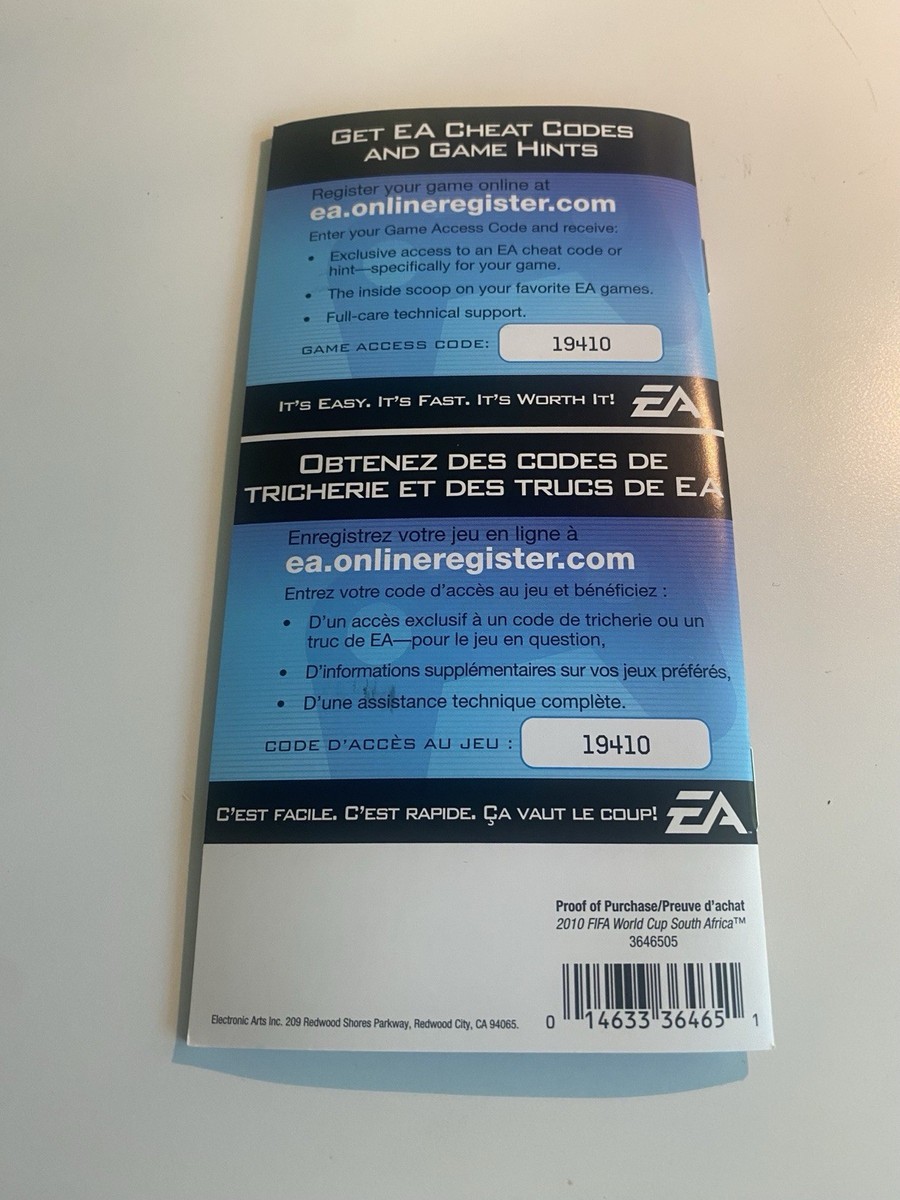 GET EA CHEAT CODES
AND GAME HINTS
Register your game online at
ea.onlineregister.com
Enter your Game Access Code and receive:
• Exclusive access to an EA cheat code or
hint—specifically for your game.
• The inside scoop on your favorite EA games.
• Full-care technical support.
GAME ACCESS CODE: 19410
IT'S EASY. IT'S FAST. IT'S WORTH IT! EA
OBTENEZ DES CODES DE
TRICHERIE ET DES TRUCS DE EA
Enregistrez votre jeu en ligne à
ea.onlineregister.com
Entrez votre code d'accès au jeu et bénéficiez :
• D'un accès exclusif à un code de tricherie ou un
truc de EA—pour le jeu en question,
• D'informations supplémentaires sur vos jeux préférés,
• D'une assistance technique complète.
CODE D'ACCÈS AU JEU : 19410
C'EST FACILE. C'EST RAPIDE. ÇA VAUT LE COUP! EA™
Proof of Purchase/Preuve d'achat
2010 FIFA World Cup South Africa™
3646505
Electronic Arts Inc. 209 Redwood Shores Parkway, Redwood City, CA 94065.
0 14633 36465 1